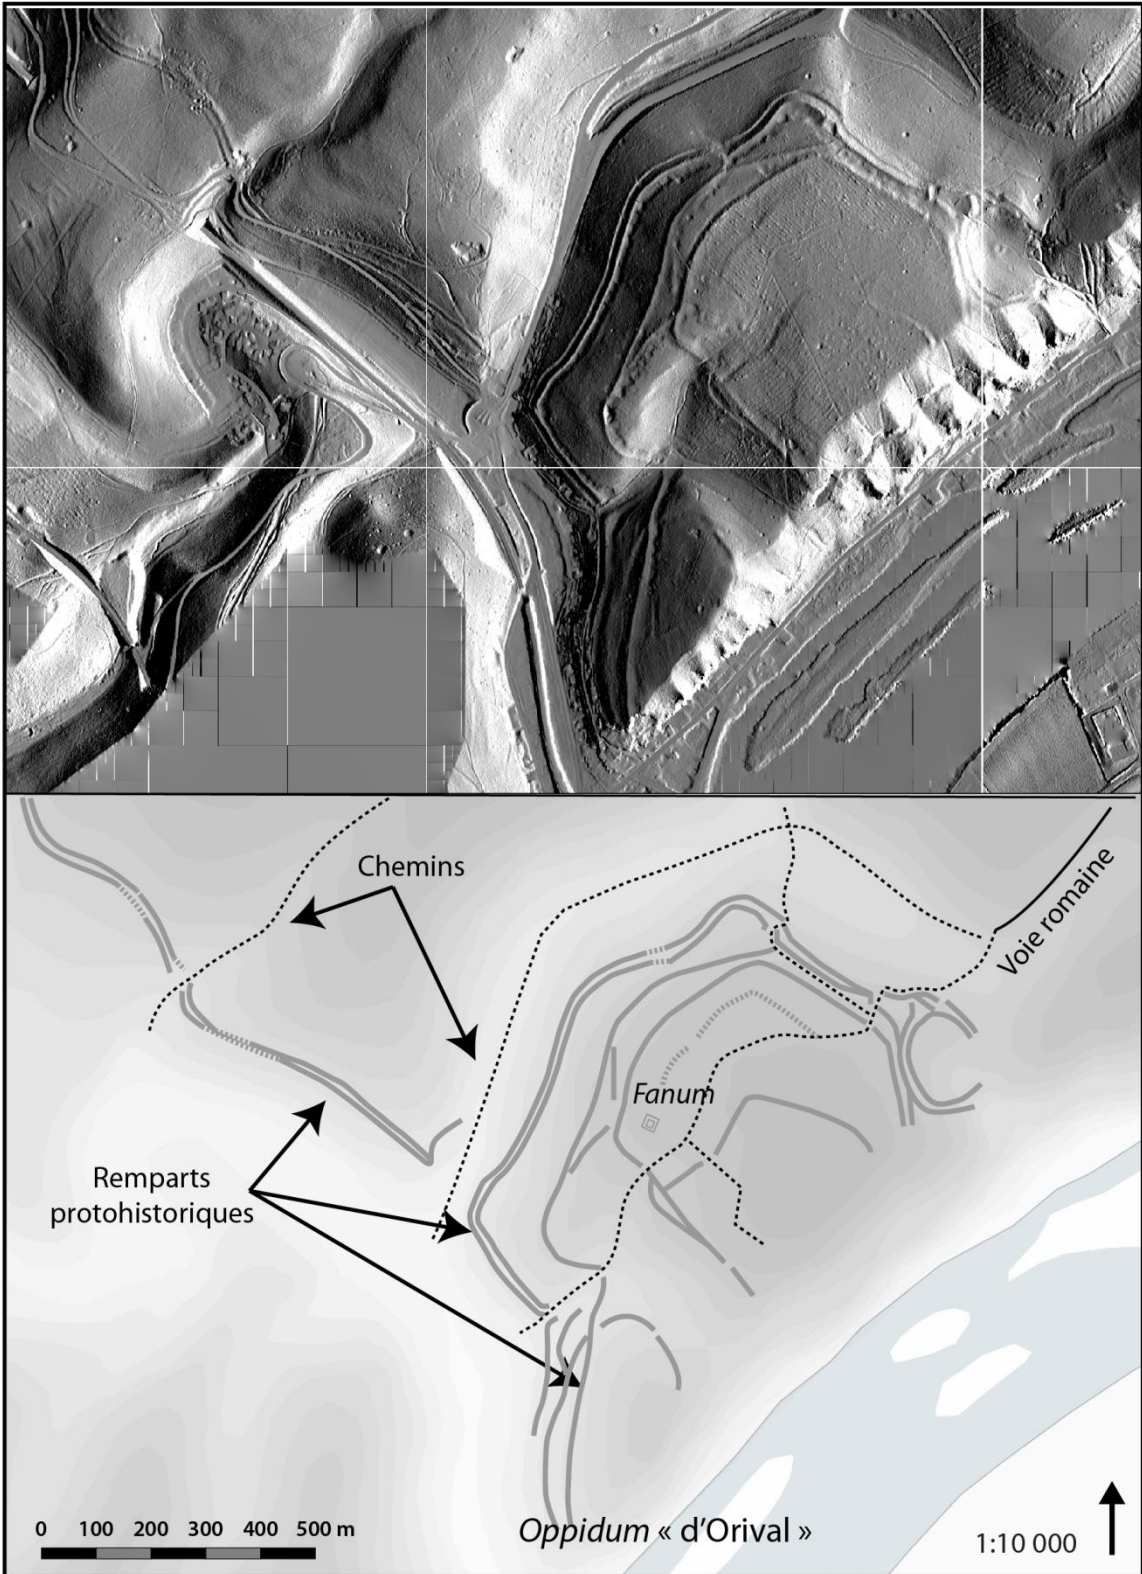 Chemins
Voie romaine
Fanum
Remparts
protohistoriques
0 100 200 300 400 500 m
Oppidum « d'Orival »
1:10 000